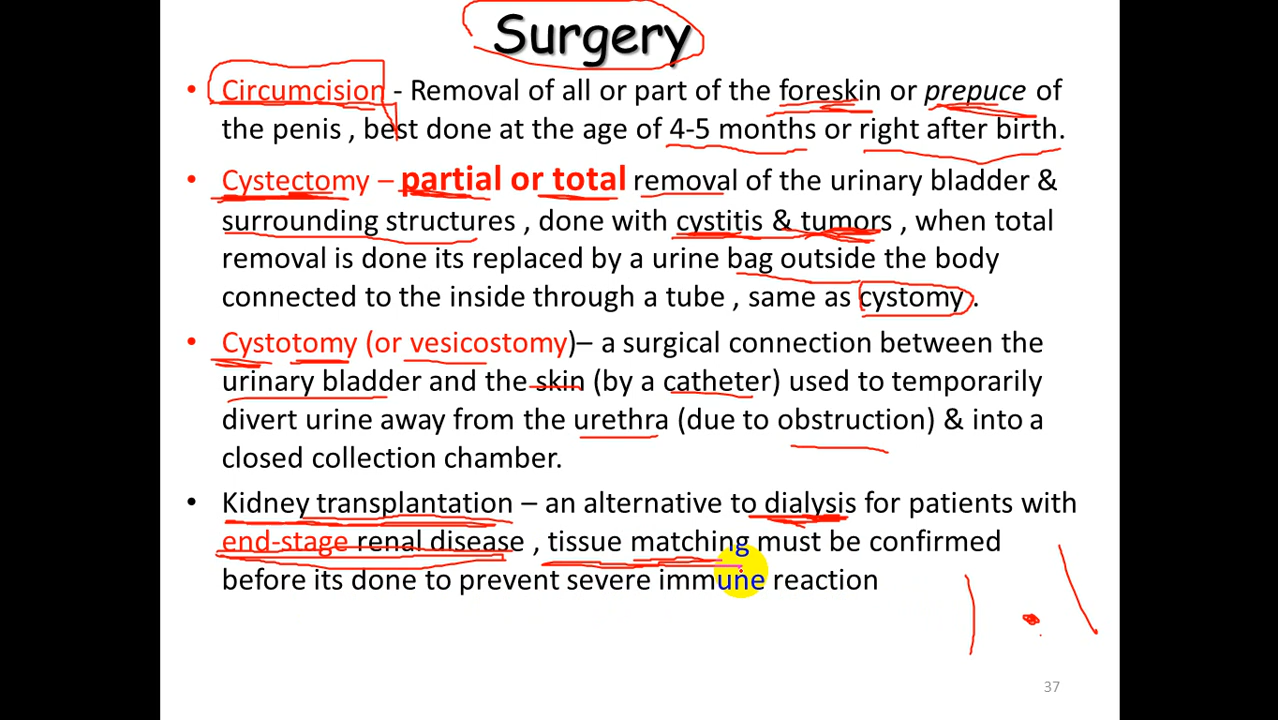 Surgery
• Circumcision - Removal of all or part of the foreskin or prepuce of
the penis , best done at the age of 4-5 months or right after birth.
• Cystectomy – partial or total removal of the urinary bladder &
surrounding structures , done with cystitis & tumors , when total
removal is done its replaced by a urine bag outside the body
connected to the inside through a tube , same as cystomy .
• Cystotomy (or vesicostomy)– a surgical connection between the
urinary bladder and the skin (by a catheter) used to temporarily
divert urine away from the urethra (due to obstruction) & into a
closed collection chamber.
• Kidney transplantation – an alternative to dialysis for patients with
end-stage renal disease , tissue matching must be confirmed
before its done to prevent severe immune reaction
37